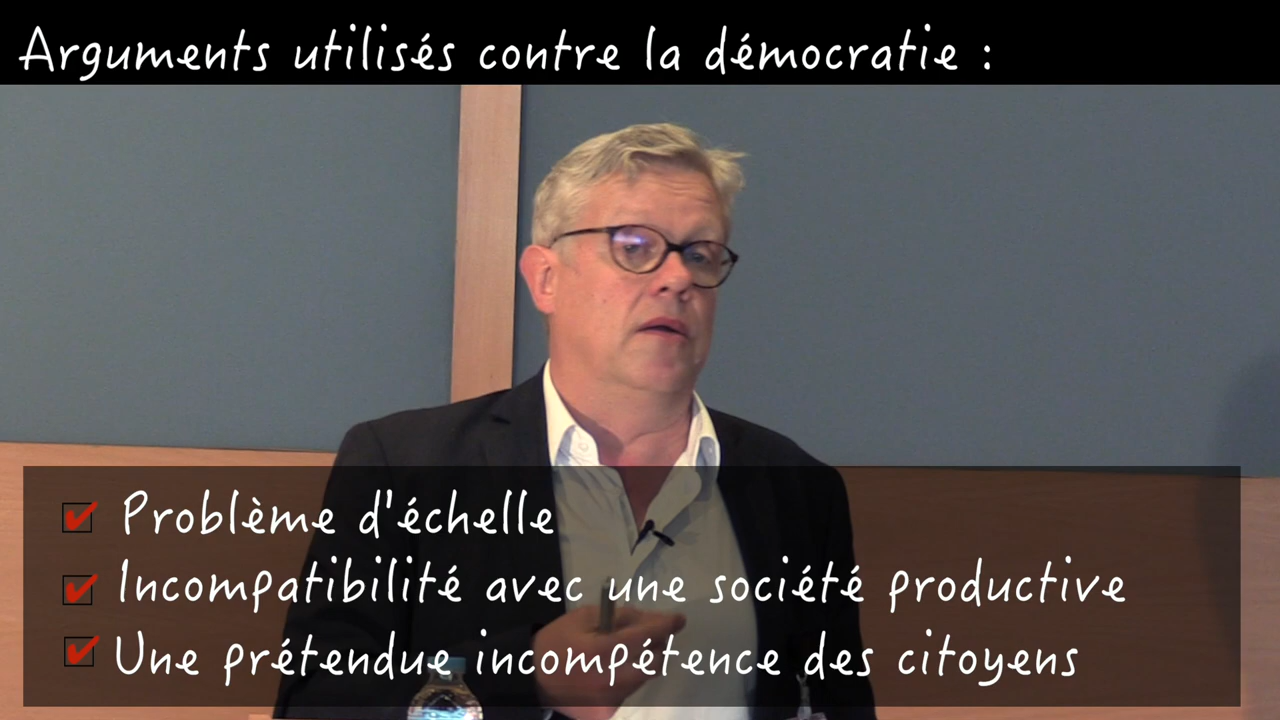 Arguments utilisés contre la démocratie :
Problème d'échelle
Incompatibilité avec une société productive
Une prétendue incompétence des citoyens